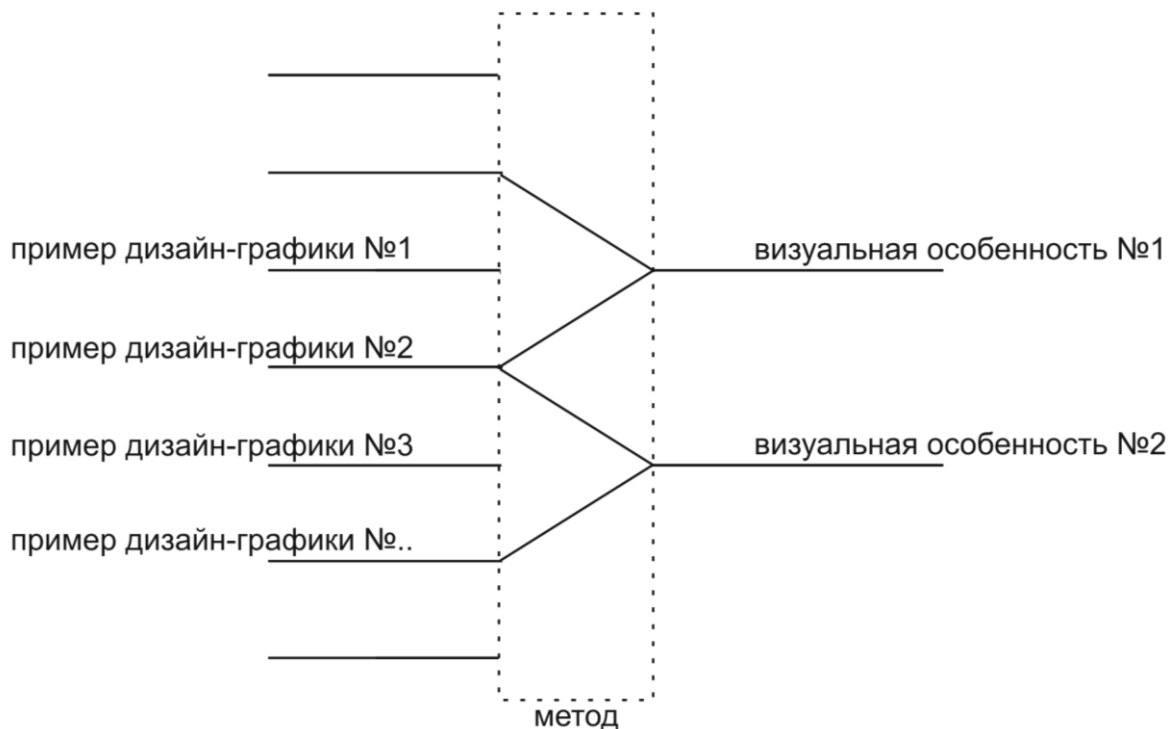 пример дизайн-графики №1
визуальная особенность №1
пример дизайн-графики №2
пример дизайн-графики №3
визуальная особенность №2
пример дизайн-графики №..
метод